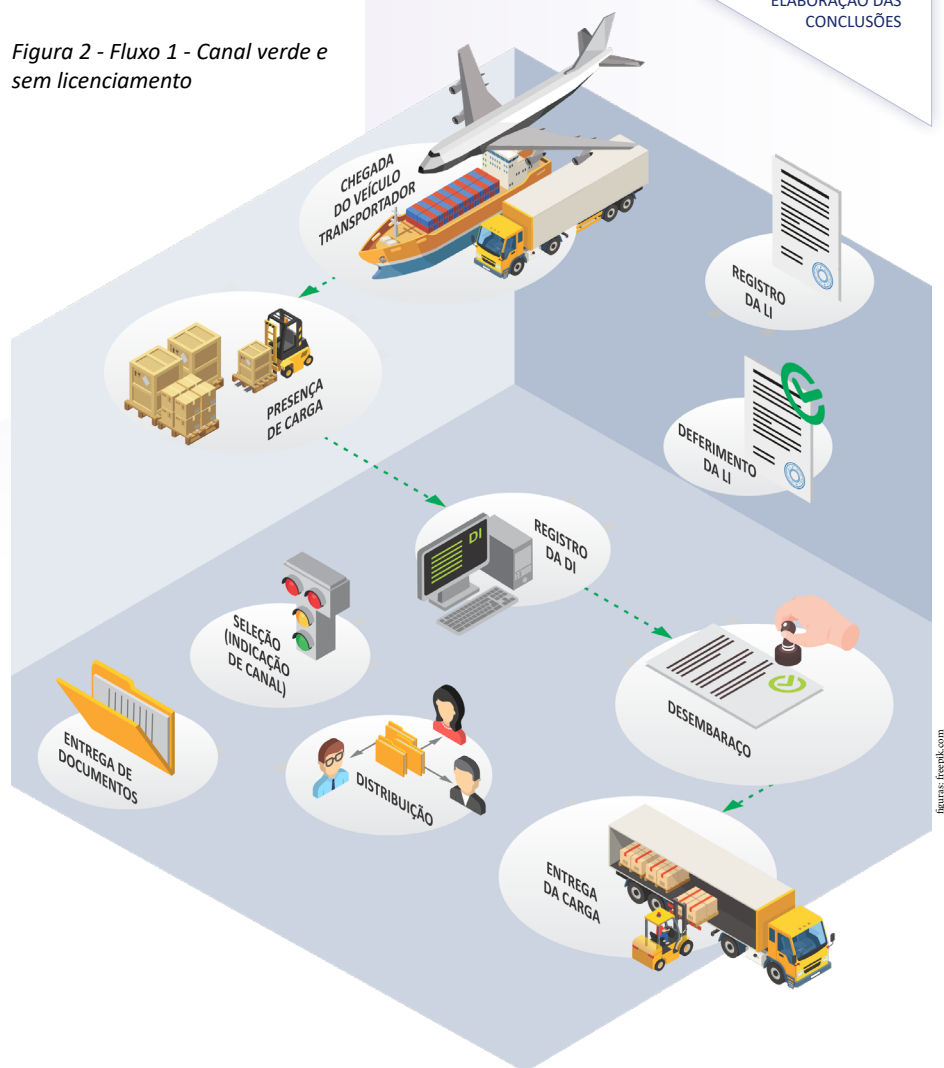 ELABORAÇÃO DAS
CONCLUSÕES
Figura 2 - Fluxo 1 - Canal verde e
sem licenciamento
CHEGADA
DO VEÍCULO
TRANSPORTADOR
REGISTRO
DA LI
PRESENÇA
DE CARGA
DEFERIMENTO
DA LI
DI
REGISTRO
DA DI
SELEÇÃO
(INDICAÇÃO
DE CANAL)
DESEMBARAÇO
ENTREGA DE
DOCUMENTOS
DISTRIBUIÇÃO
ENTREGA
DA CARGA
figuras: freepik.com